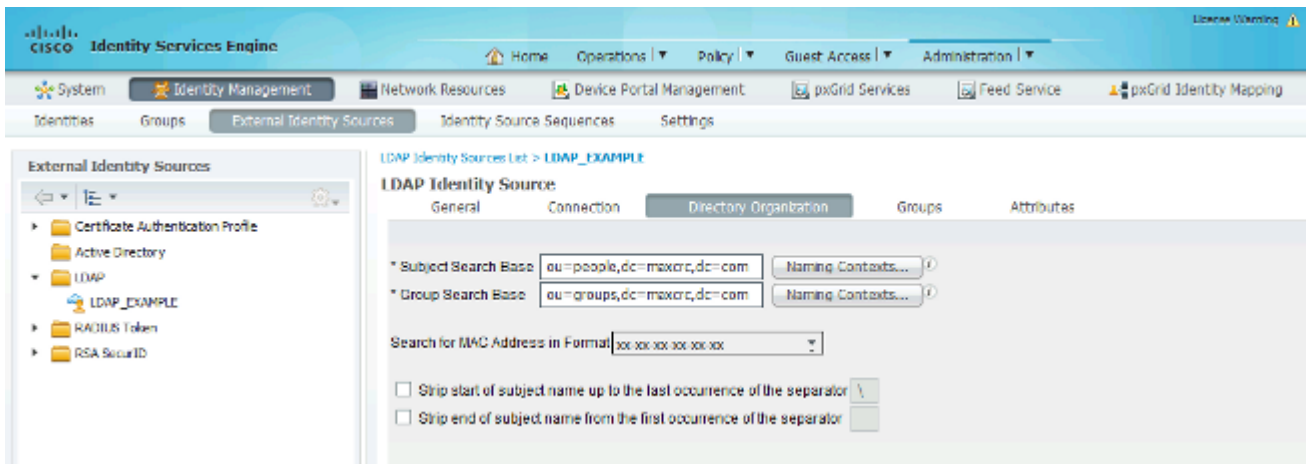 License Warning
cisco Identity Services Engine
Home Operations Policy Guest Access Administration
System Identity Management Network Resources Device Portal Management pxGrid Services Feed Service pxGrid Identity Mapping
Identities Groups External Identity Sources Identity Source Sequences Settings
External Identity Sources
Certificate Authentication Profile
Active Directory
LDAP
LDAP_EXAMPLE
RADIUS Token
RSA SecurID
LDAP Identity Sources List > LDAP_EXAMPLE
LDAP Identity Source
General Connection Directory Organization Groups Attributes
* Subject Search Base ou=people,dc=maxcrc,dc=com Naming Contexts...
* Group Search Base ou=groups,dc=maxcrc,dc=com Naming Contexts...
Search for MAC Address in Format xx-xx-xx-xx-xx-xx
Strip start of subject name up to the last occurrence of the separator \
Strip end of subject name from the first occurrence of the separator